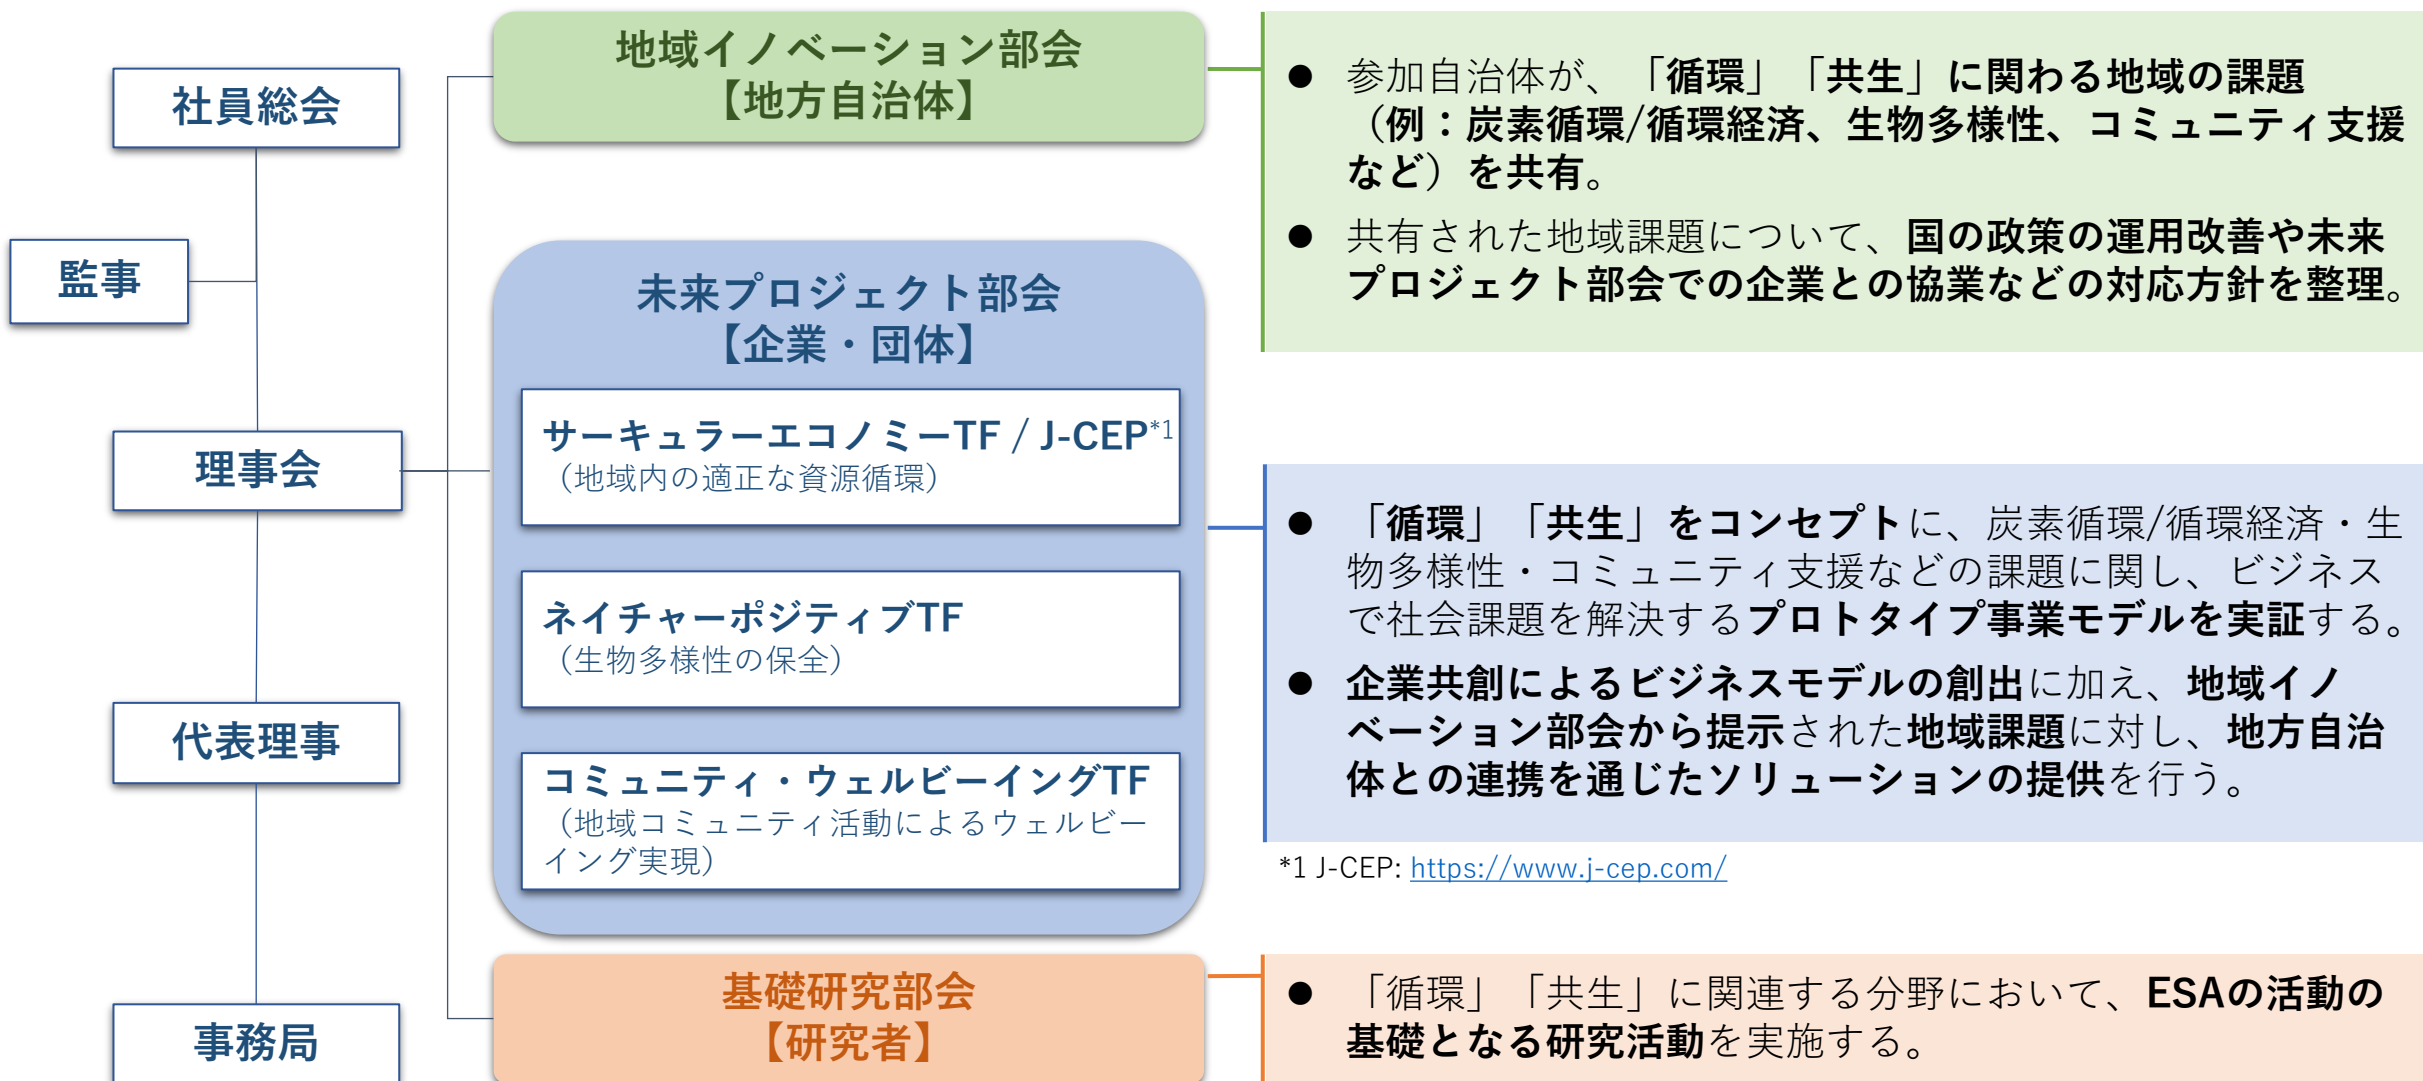 社員総会
監事
理事会
代表理事
事務局
地域イノベーション部会
【地方自治体】
未来プロジェクト部会
【企業・団体】
サーキュラーエコノミーTF / J-CEP*1
（地域内の適正な資源循環）
ネイチャーポジティブTF
（生物多様性の保全）
コミュニティ・ウェルビーイングTF
（地域コミュニティ活動によるウェルビー
イング実現）
基礎研究部会
【研究者】
● 参加自治体が、「循環」「共生」に関わる地域の課題
（例：炭素循環/循環経済、生物多様性、コミュニティ支援
など）を共有。
● 共有された地域課題について、国の政策の運用改善や未来
プロジェクト部会での企業との協業などの対応方針を整理。
● 「循環」「共生」をコンセプトに、炭素循環/循環経済・生
物多様性・コミュニティ支援などの課題に関し、ビジネス
で社会課題を解決するプロトタイプ事業モデルを実証する。
● 企業共創によるビジネスモデルの創出に加え、地域イノ
ベーション部会から提示された地域課題に対し、地方自治
体との連携を通じたソリューションの提供を行う。
*1 J-CEP: https://www.j-cep.com/
● 「循環」「共生」に関連する分野において、ESAの活動の
基礎となる研究活動を実施する。